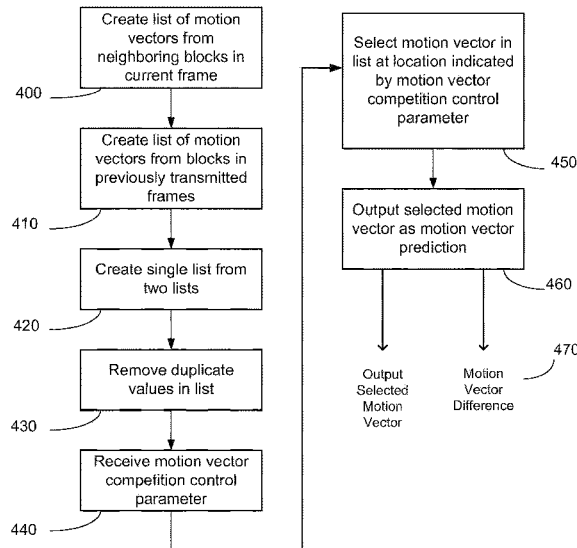 Create list of motion
vectors from
neighboring blocks in
current frame
400
Create list of motion
vectors from blocks in
previously transmitted
frames
410
Create single list from
two lists
420
Remove duplicate
values in list
430
Receive motion vector
competition control
parameter
440
Select motion vector in
list at location indicated
by motion vector
competition control
parameter
450
Output selected motion
vector as motion vector
prediction
460
470
Output
Selected
Motion
Vector
Motion
Vector
Difference